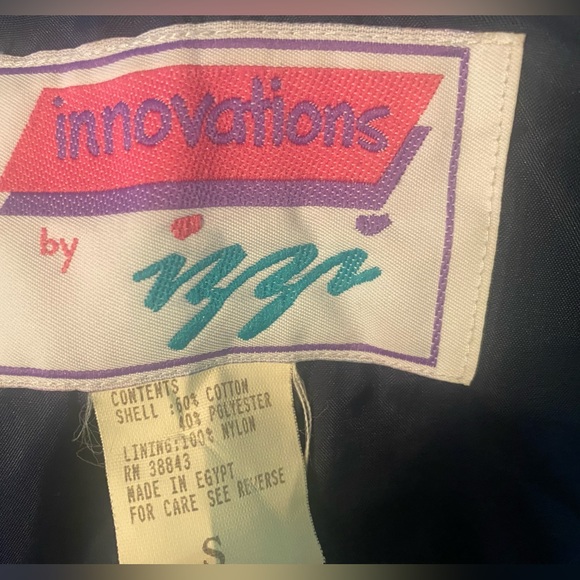 innovations
by izzi
CONTENTS
SHELL :60% COTTON
40% POLYESTER
LINING:100% NYLON
RN 38843
MADE IN EGYPT
FOR CARE SEE REVERSE
S